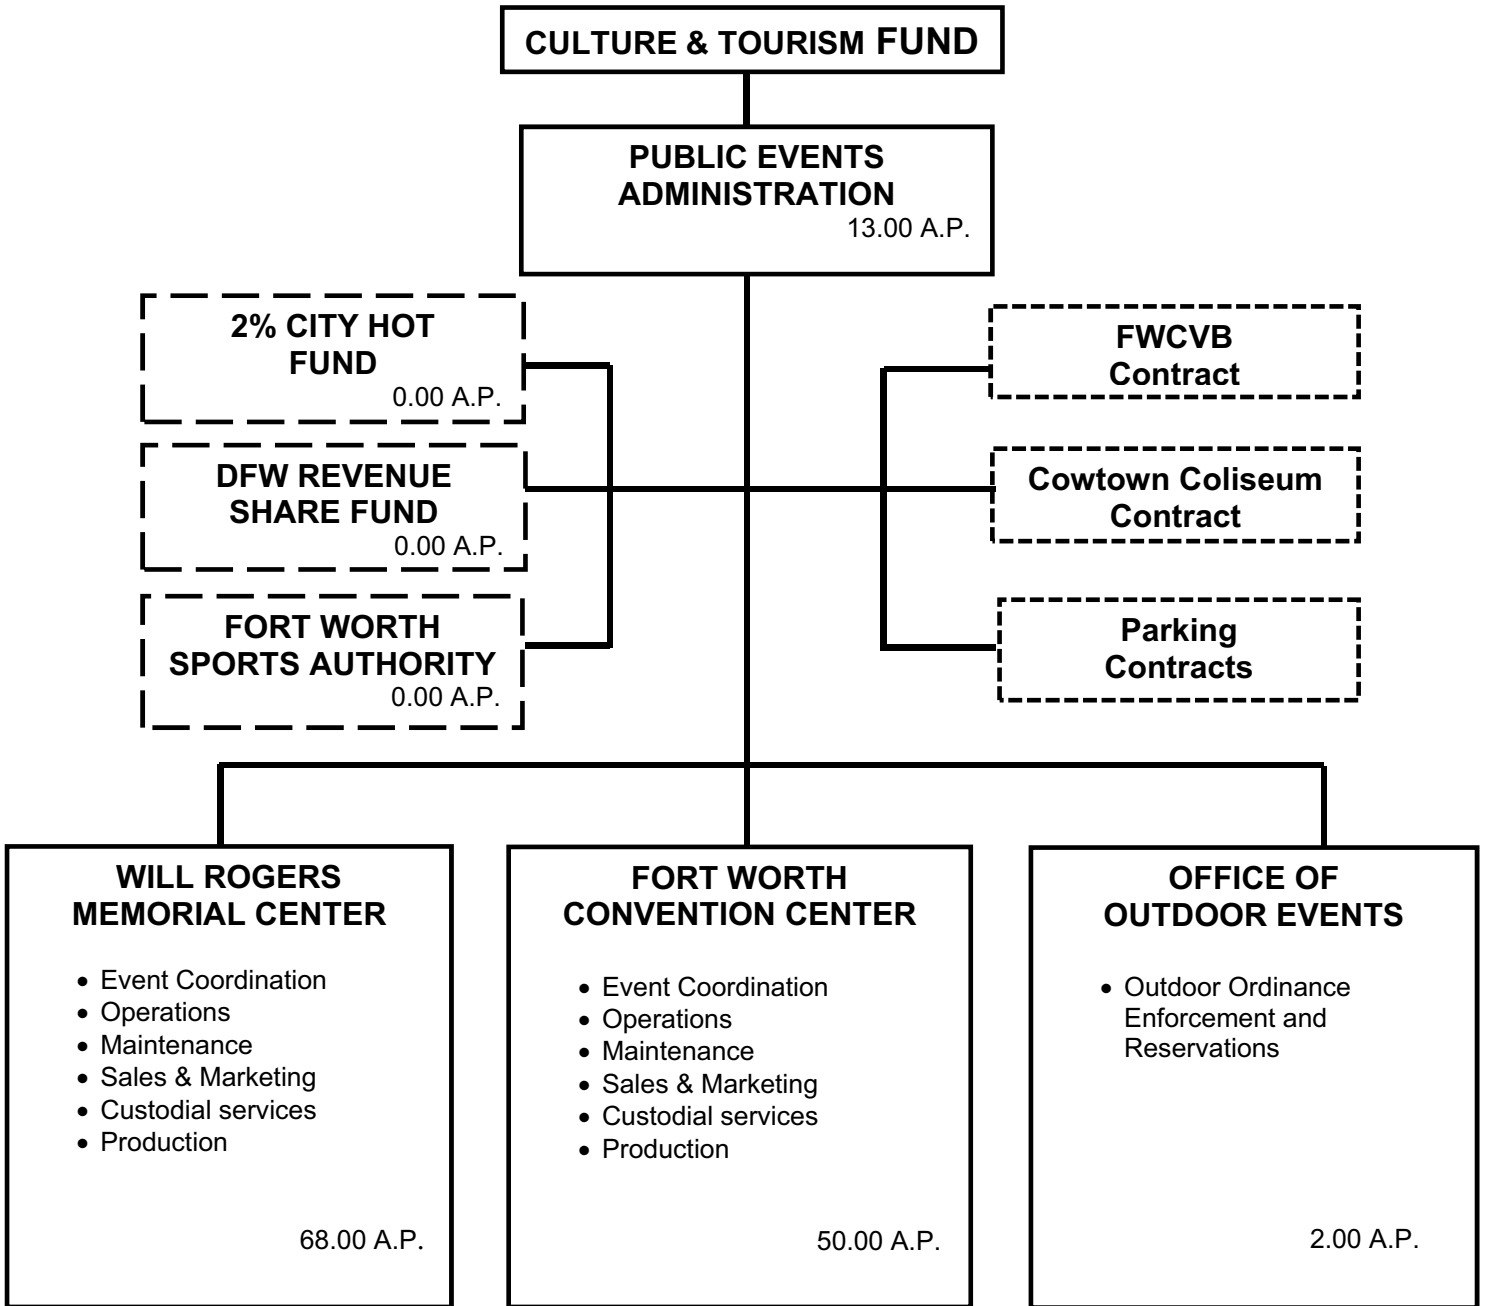 CULTURE & TOURISM FUND
PUBLIC EVENTS
ADMINISTRATION
13.00 A.P.
2% CITY HOT
FUND
0.00 A.P.
DFW REVENUE
SHARE FUND
0.00 A.P.
FORT WORTH
SPORTS AUTHORITY
0.00 A.P.
FWCVB
Contract
Cowtown Coliseum
Contract
Parking
Contracts
WILL ROGERS
MEMORIAL CENTER
• Event Coordination
• Operations
• Maintenance
• Sales & Marketing
• Custodial services
• Production
68.00 A.P.
FORT WORTH
CONVENTION CENTER
• Event Coordination
• Operations
• Maintenance
• Sales & Marketing
• Custodial services
• Production
50.00 A.P.
OFFICE OF
OUTDOOR EVENTS
• Outdoor Ordinance
Enforcement and
Reservations
2.00 A.P.